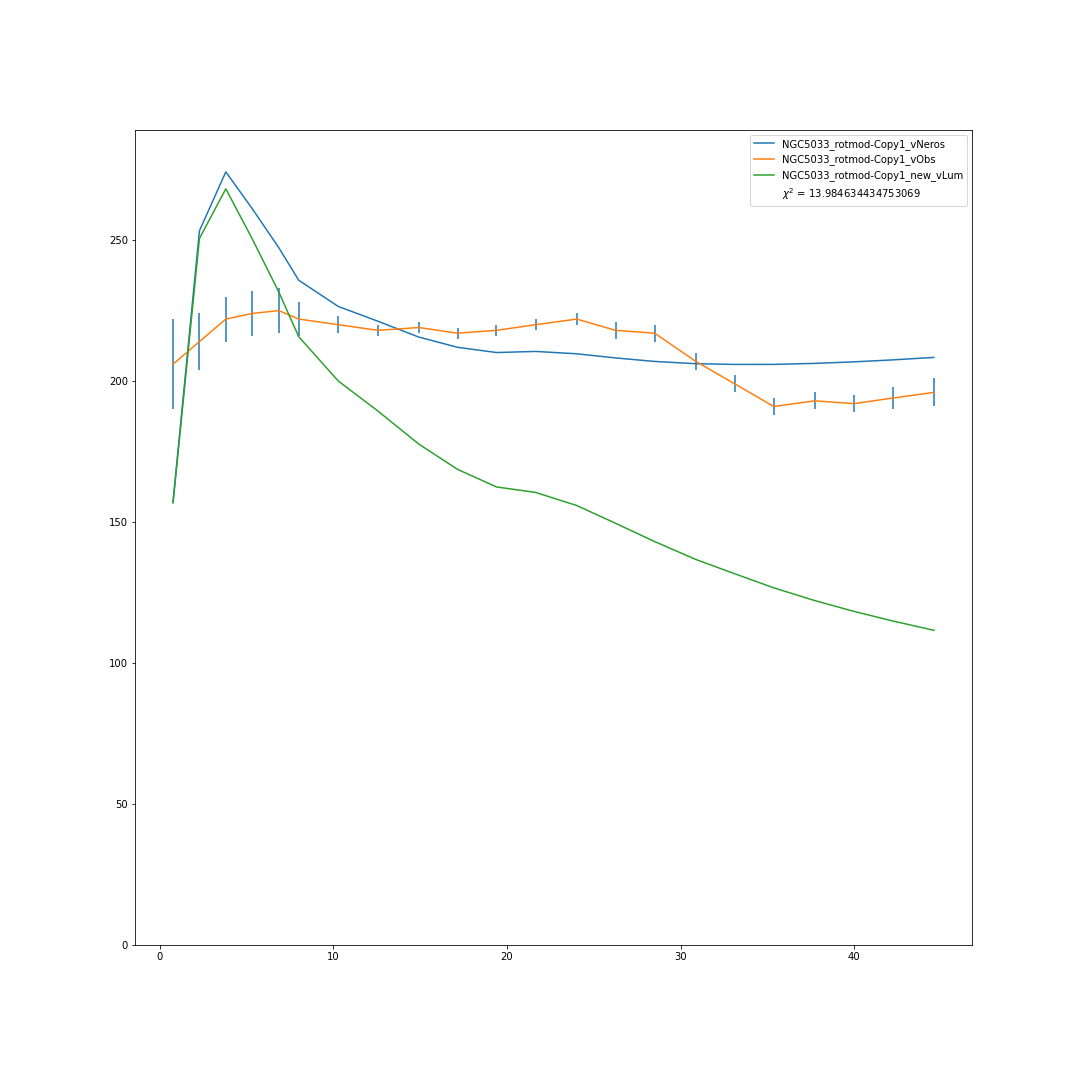 NGC5033_rotmod-Copy1_vNeros
NGC5033_rotmod-Copy1_vObs
NGC5033_rotmod-Copy1_new_vLum
χ² = 13.984634434753069
250
200
150
100
50
0
0 10 20 30 40